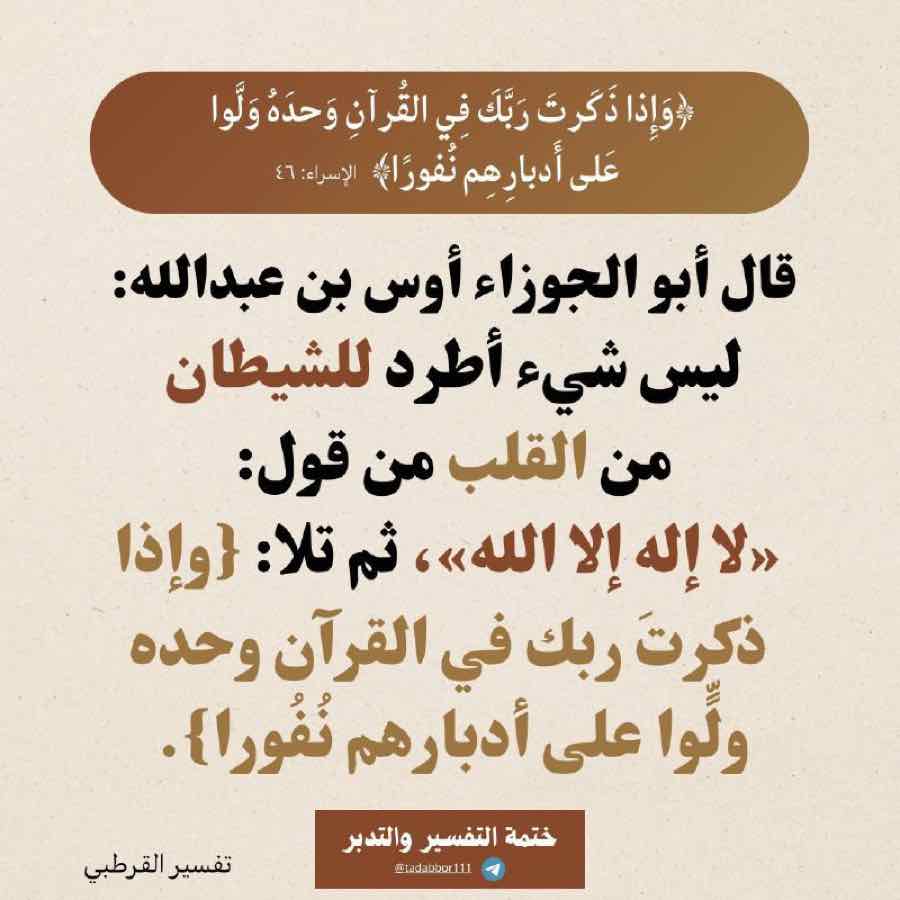 ﴿وَإِذا ذَكَرتَ رَبَّكَ فِي القُرآنِ وَحدَهُ وَلَّوا
عَلى أَدبارِهِم نُفورًا﴾ الإسراء: ٤٦
قال أبو الجوزاء أوس بن عبدالله:
ليس شيء أطرد للشيطان
من القلب من قول:
«لا إله إلا الله»، ثم تلا: {وإذا
ذكرتَ ربك في القرآن وحده
ولَّوا على أدبارهم نُفُورا}.
ختمة التفسير والتدبر
@tadabbor111
تفسير القرطبي